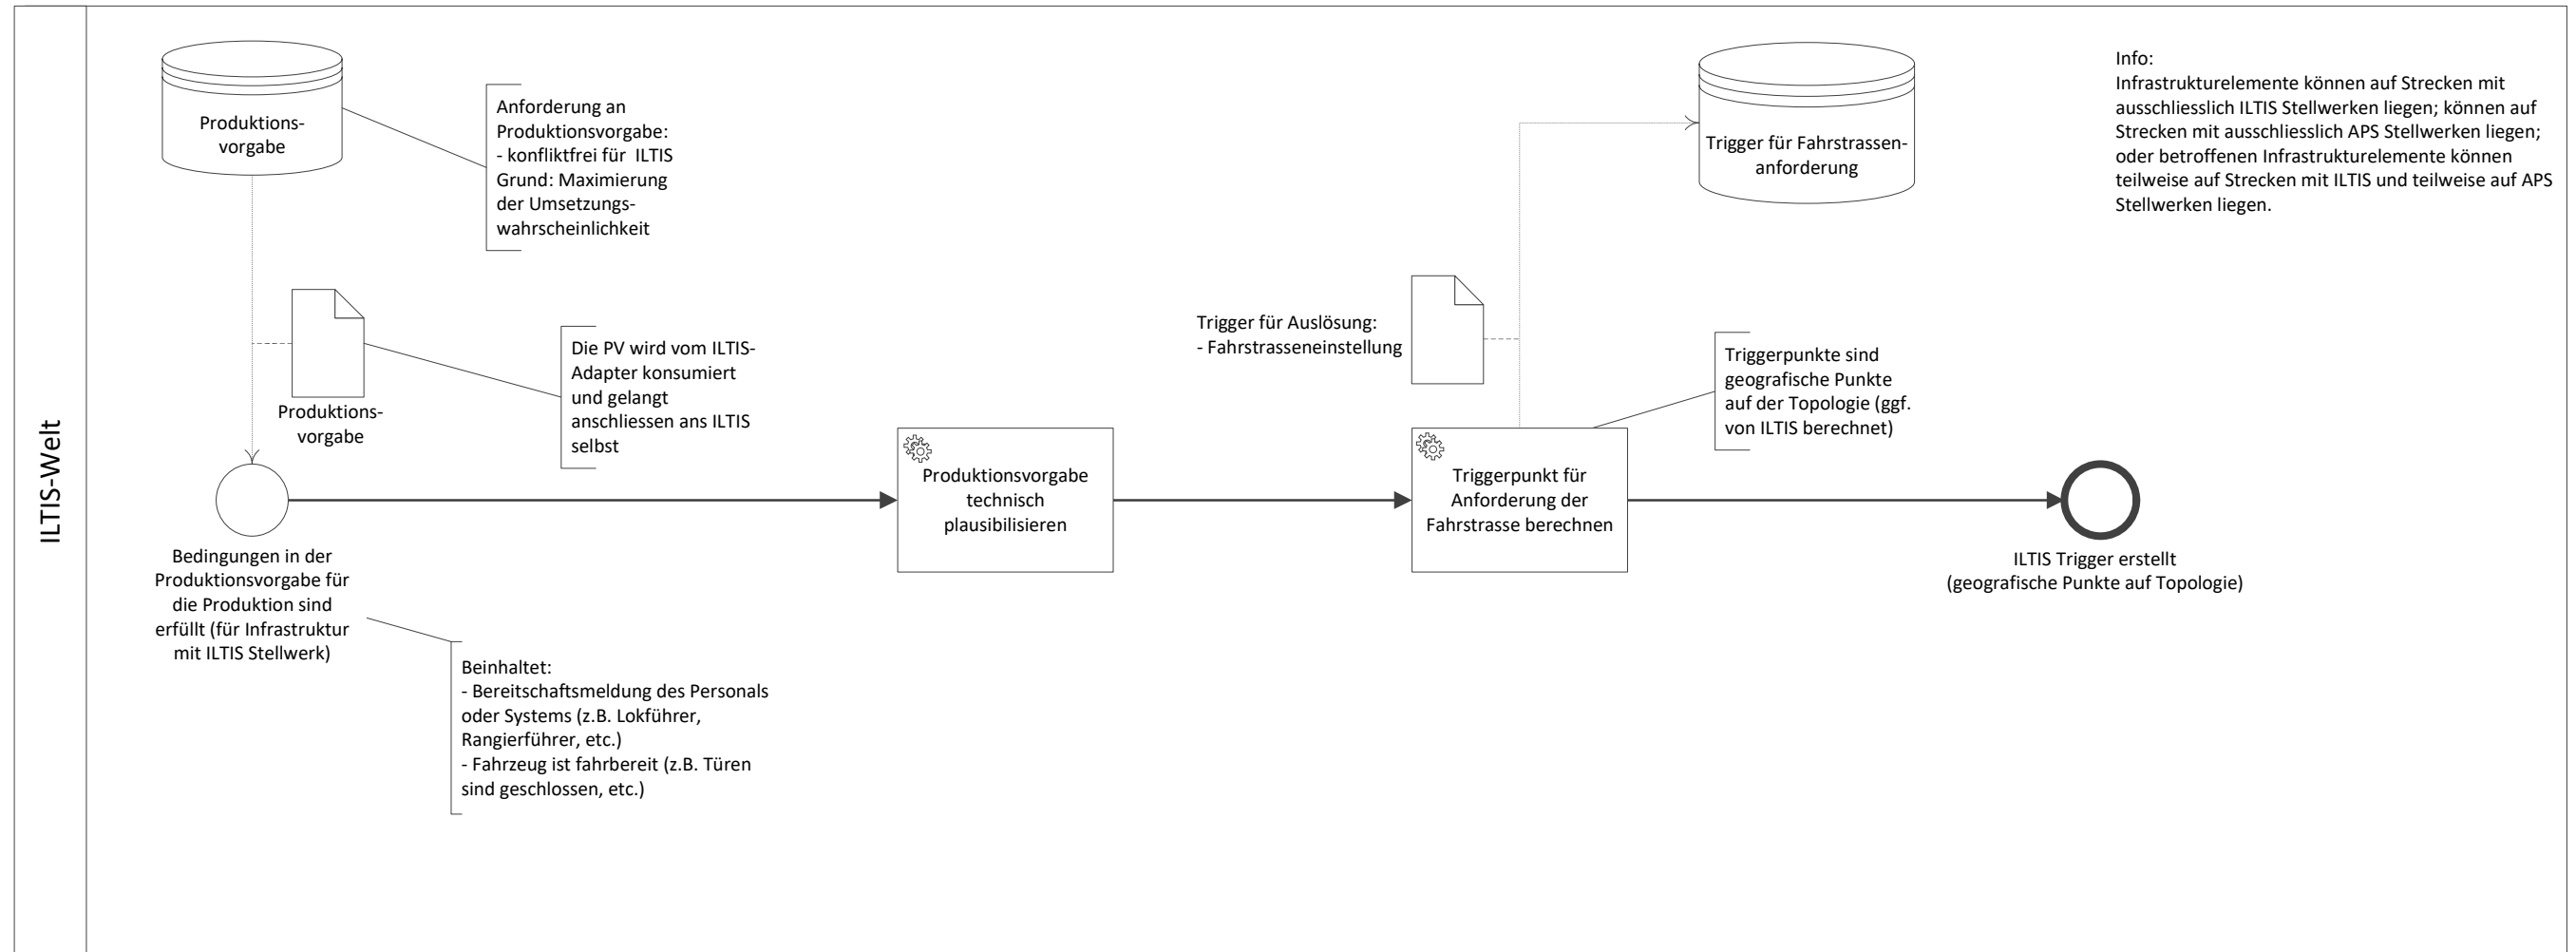 ILTIS-Welt
Produktions-
vorgabe
Anforderung an
Produktionsvorgabe:
- konfliktfrei für ILTIS
Grund: Maximierung
der Umsetzungs-
wahrscheinlichkeit
Produktions-
vorgabe
Die PV wird vom ILTIS-
Adapter konsumiert
und gelangt
anschliessen ans ILTIS
selbst
Bedingungen in der
Produktionsvorgabe für
die Produktion sind
erfüllt (für Infrastruktur
mit ILTIS Stellwerk)
Beinhaltet:
- Bereitschaftsmeldung des Personals
oder Systems (z.B. Lokführer,
Rangierführer, etc.)
- Fahrzeug ist fahrbereit (z.B. Türen
sind geschlossen, etc.)
Produktionsvorgabe
technisch
plausibilisieren
Trigger für Auslösung:
- Fahrstrasseneinstellung
Triggerpunkt für
Anforderung der
Fahrstrasse berechnen
Trigger für Fahrstrassen-
anforderung
Triggerpunkte sind
geografische Punkte
auf der Topologie (ggf.
von ILTIS berechnet)
ILTIS Trigger erstellt
(geografische Punkte auf Topologie)
Info:
Infrastrukturelemente können auf Strecken mit
ausschliesslich ILTIS Stellwerken liegen; können auf
Strecken mit ausschliesslich APS Stellwerken liegen;
oder betroffenen Infrastrukturelemente können
teilweise auf Strecken mit ILTIS und teilweise auf APS
Stellwerken liegen.